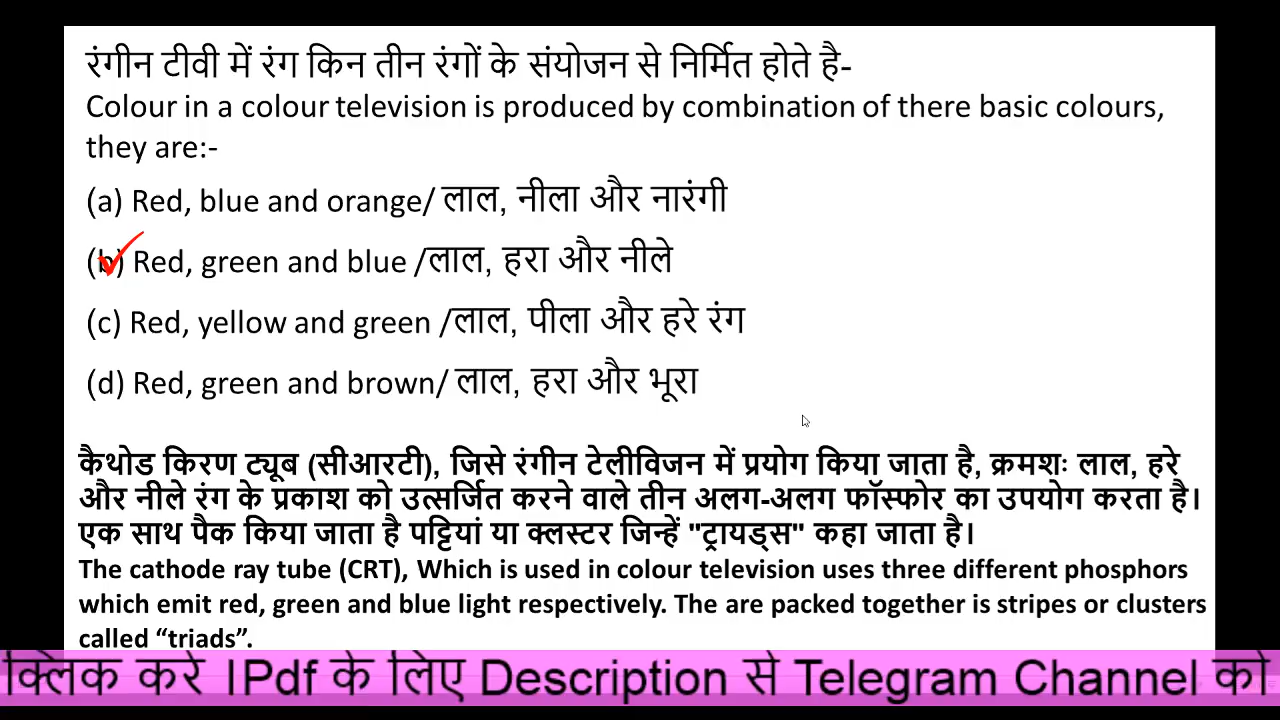 रंगीन टीवी में रंग किन तीन रंगों के संयोजन से निर्मित होते है-
Colour in a colour television is produced by combination of there basic colours,
they are:-
(a) Red, blue and orange/ लाल, नीला और नारंगी
(b) Red, green and blue /लाल, हरा और नीले
(c) Red, yellow and green /लाल, पीला और हरे रंग
(d) Red, green and brown/ लाल, हरा और भूरा
कैथोड किरण ट्यूब (सीआरटी), जिसे रंगीन टेलीविजन में प्रयोग किया जाता है, क्रमशः लाल, हरे
और नीले रंग के प्रकाश को उत्सर्जित करने वाले तीन अलग-अलग फॉस्फोर का उपयोग करता है।
एक साथ पैक किया जाता है पट्टियां या क्लस्टर जिन्हें "ट्रायड्स" कहा जाता है।
The cathode ray tube (CRT), Which is used in colour television uses three different phosphors
which emit red, green and blue light respectively. The are packed together is stripes or clusters
called “triads”.
क्लिक करे ।Pdf के लिए Description से Telegram Channel को